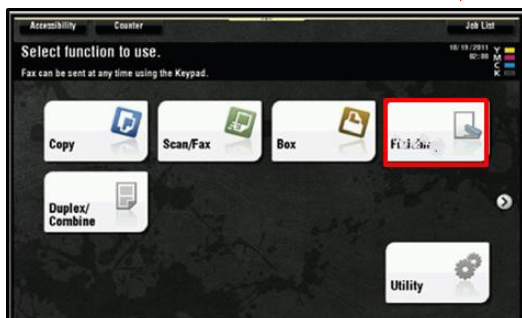 Accessibility Counter Job List
Select function to use.
Fax can be sent at any time using the Keypad.
10/19/2011
02:00
Y
M
C
K
Copy
Scan/Fax
Box
Duplex/
Combine
Utility